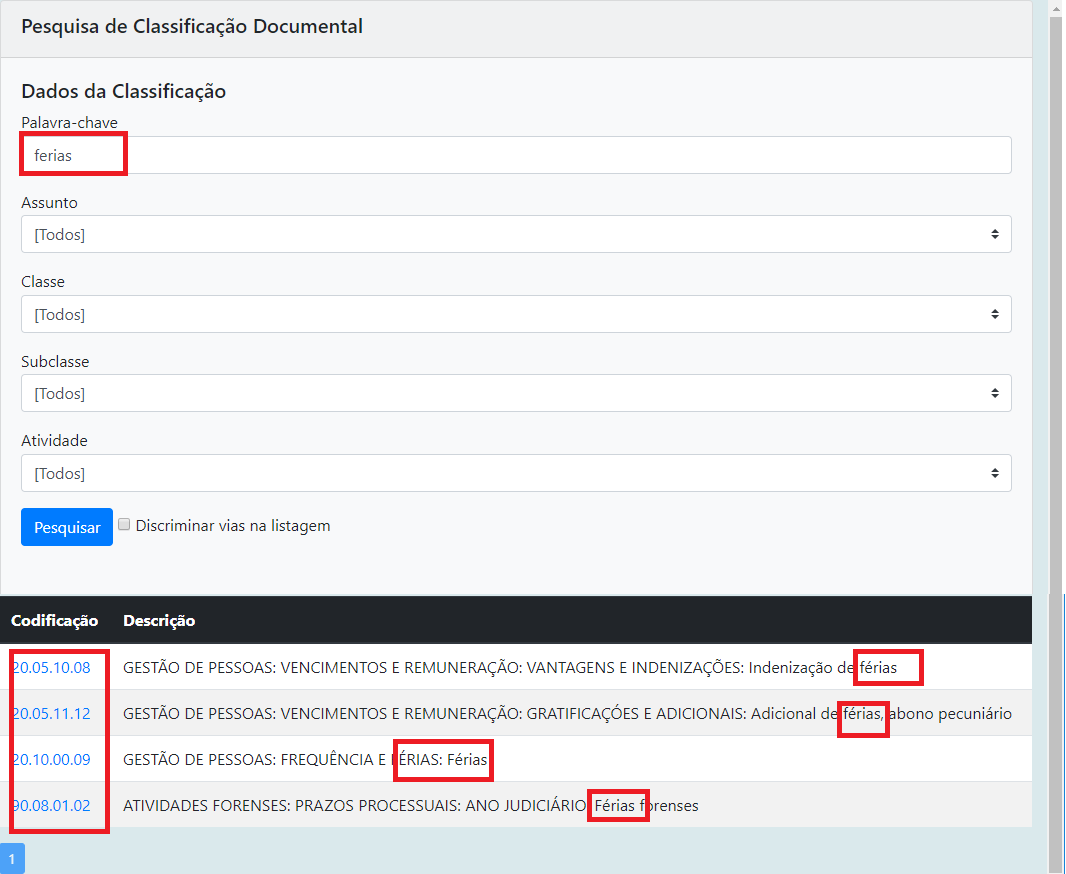 Pesquisa de Classificação Documental
Dados da Classificação
Palavra-chave
ferias
Assunto
[Todos]
Classe
[Todos]
Subclasse
[Todos]
Atividade
[Todos]
Pesquisar Discriminar vias na listagem
Codificação Descrição
20.05.10.08 GESTÃO DE PESSOAS: VENCIMENTOS E REMUNERAÇÃO: VANTAGENS E INDENIZAÇÕES: Indenização de férias
20.05.11.12 GESTÃO DE PESSOAS: VENCIMENTOS E REMUNERAÇÃO: GRATIFICAÇÓES E ADICIONAIS: Adicional de férias, abono pecuniário
20.10.00.09 GESTÃO DE PESSOAS: FREQUÊNCIA E FÉRIAS: Férias
90.08.01.02 ATIVIDADES FORENSES: PRAZOS PROCESSUAIS: ANO JUDICIÁRIO: Férias forenses
1